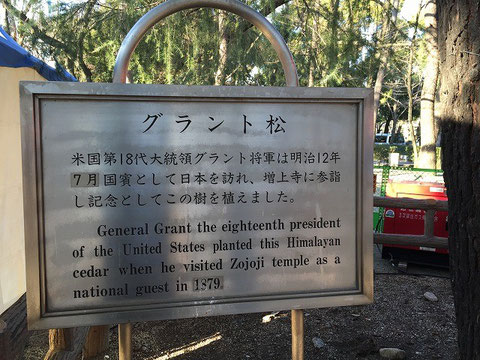 グラント松
米国第18代大統領グラント将軍は明治12年
7月国賓として日本を訪れ、増上寺に参詣
し記念としてこの樹を植えました。
General Grant the eighteenth president
of the United States planted this Himalayan
cedar when he visited Zojoji temple as a
national guest in 1879.